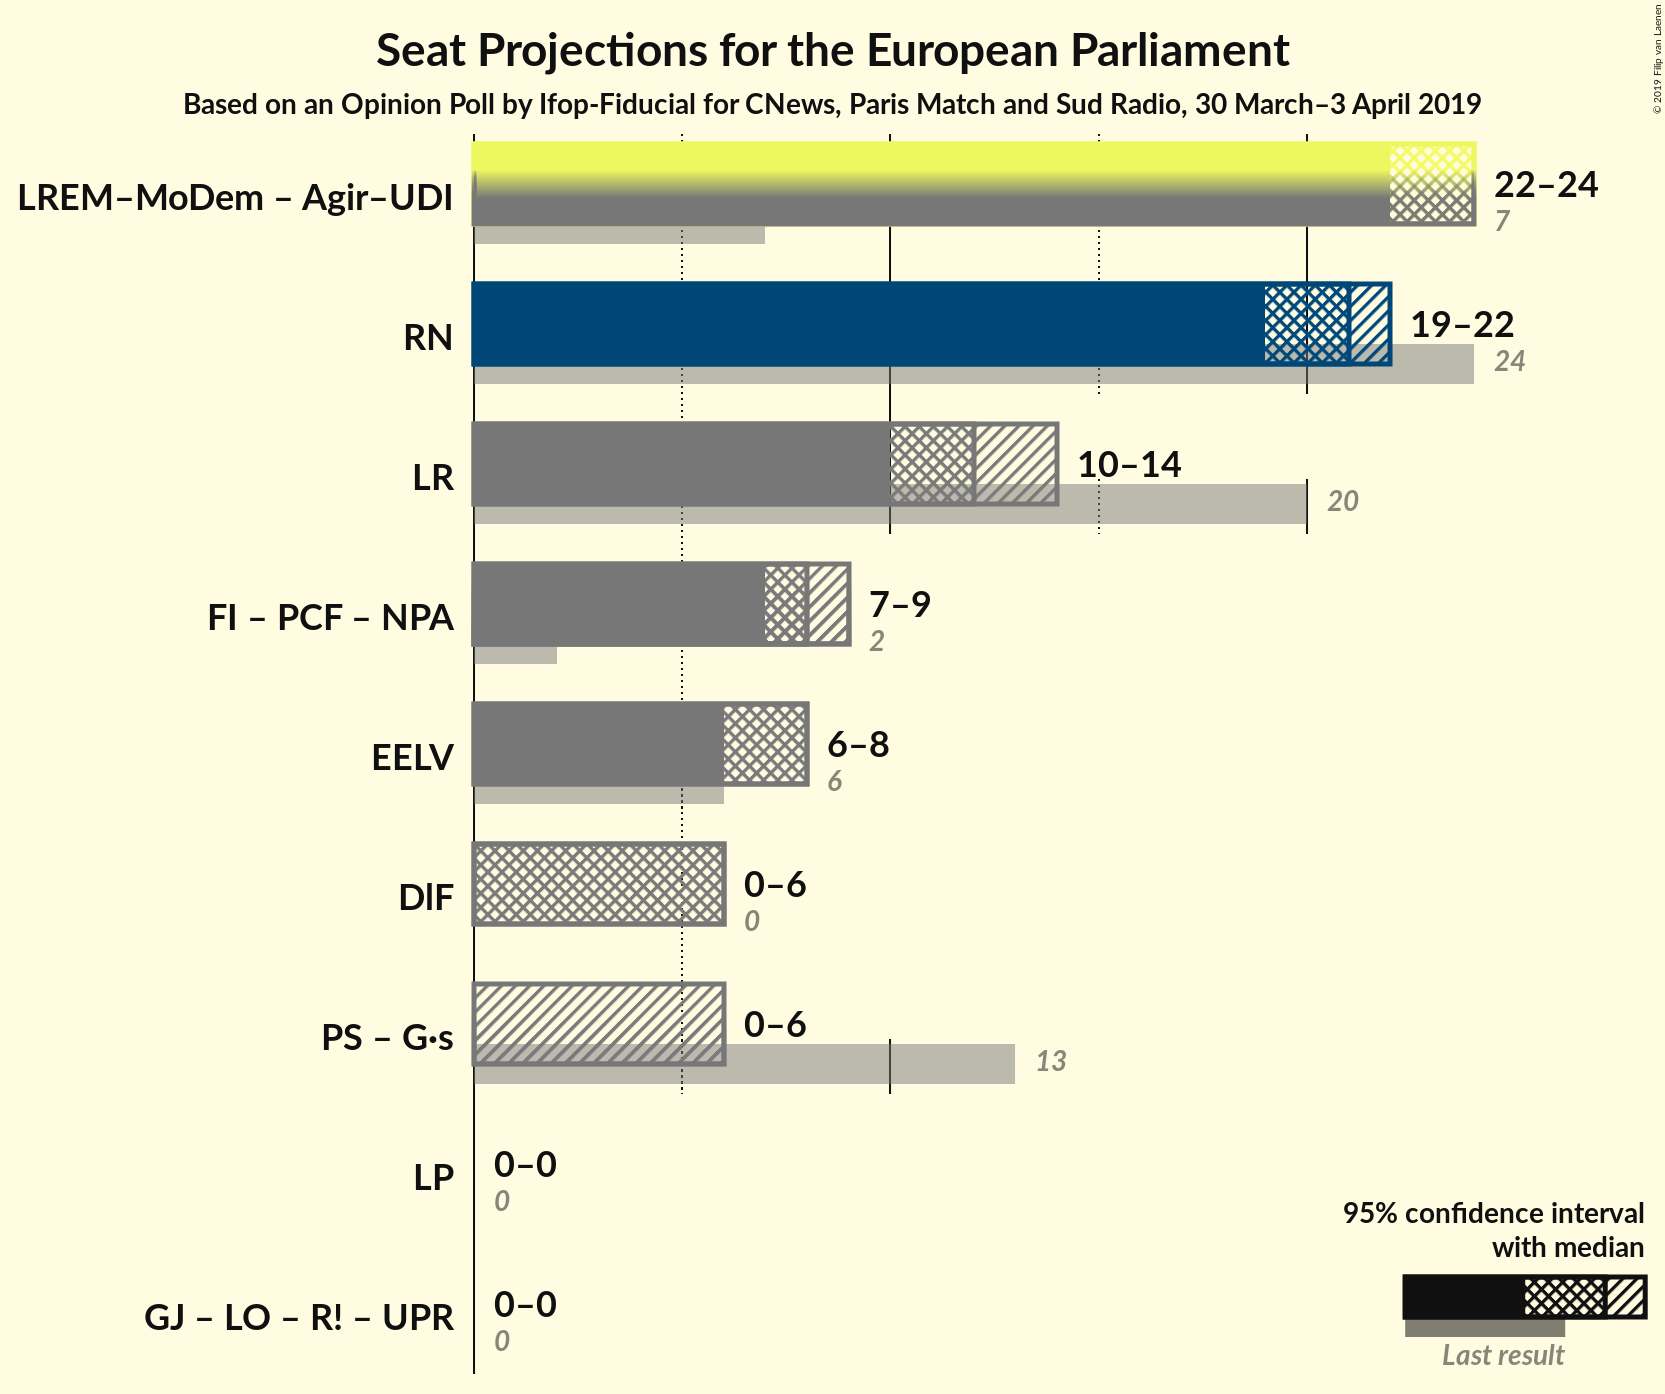 Seat Projections for the European Parliament
Based on an Opinion Poll by Ifop-Fiducial for CNews, Paris Match and Sud Radio, 30 March–3 April 2019
© 2019 Filip van Laenen
LREM–MoDem – Agir–UDI
22–24
7
RN
19–22
24
LR
10–14
20
FI – PCF – NPA
7–9
2
EELV
6–8
6
DlF
0–6
0
PS – G·s
0–6
13
LP
0–0
0
GJ – LO – R! – UPR
0–0
0
95% confidence interval
with median
Last result